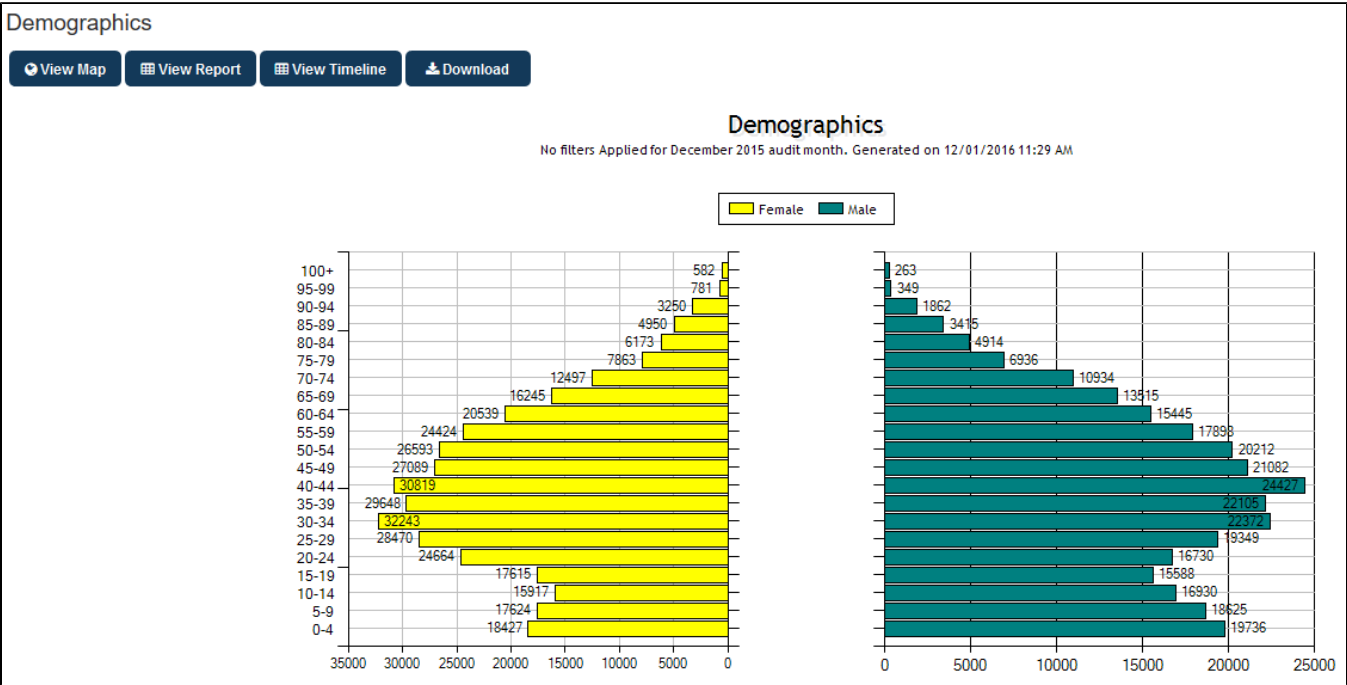 Demographics
View Map View Report View Timeline Download
Demographics
No filters Applied for December 2015 audit month. Generated on 12/01/2016 11:29 AM
Female Male
100+ 582 263
95-99 781 349
90-94 3250 1862
85-89 4950 3415
80-84 6173 4914
75-79 7863 6936
70-74 12497 10934
65-69 16245 13515
60-64 20539 15445
55-59 24424 17893
50-54 26593 20212
45-49 27089 21082
40-44 30819 24427
35-39 29648 22105
30-34 32243 22372
25-29 28470 19349
20-24 24664 16730
15-19 17615 15588
10-14 15917 16930
5-9 17624 18625
0-4 18427 19736
35000 30000 25000 20000 15000 10000 5000 0 0 5000 10000 15000 20000 25000